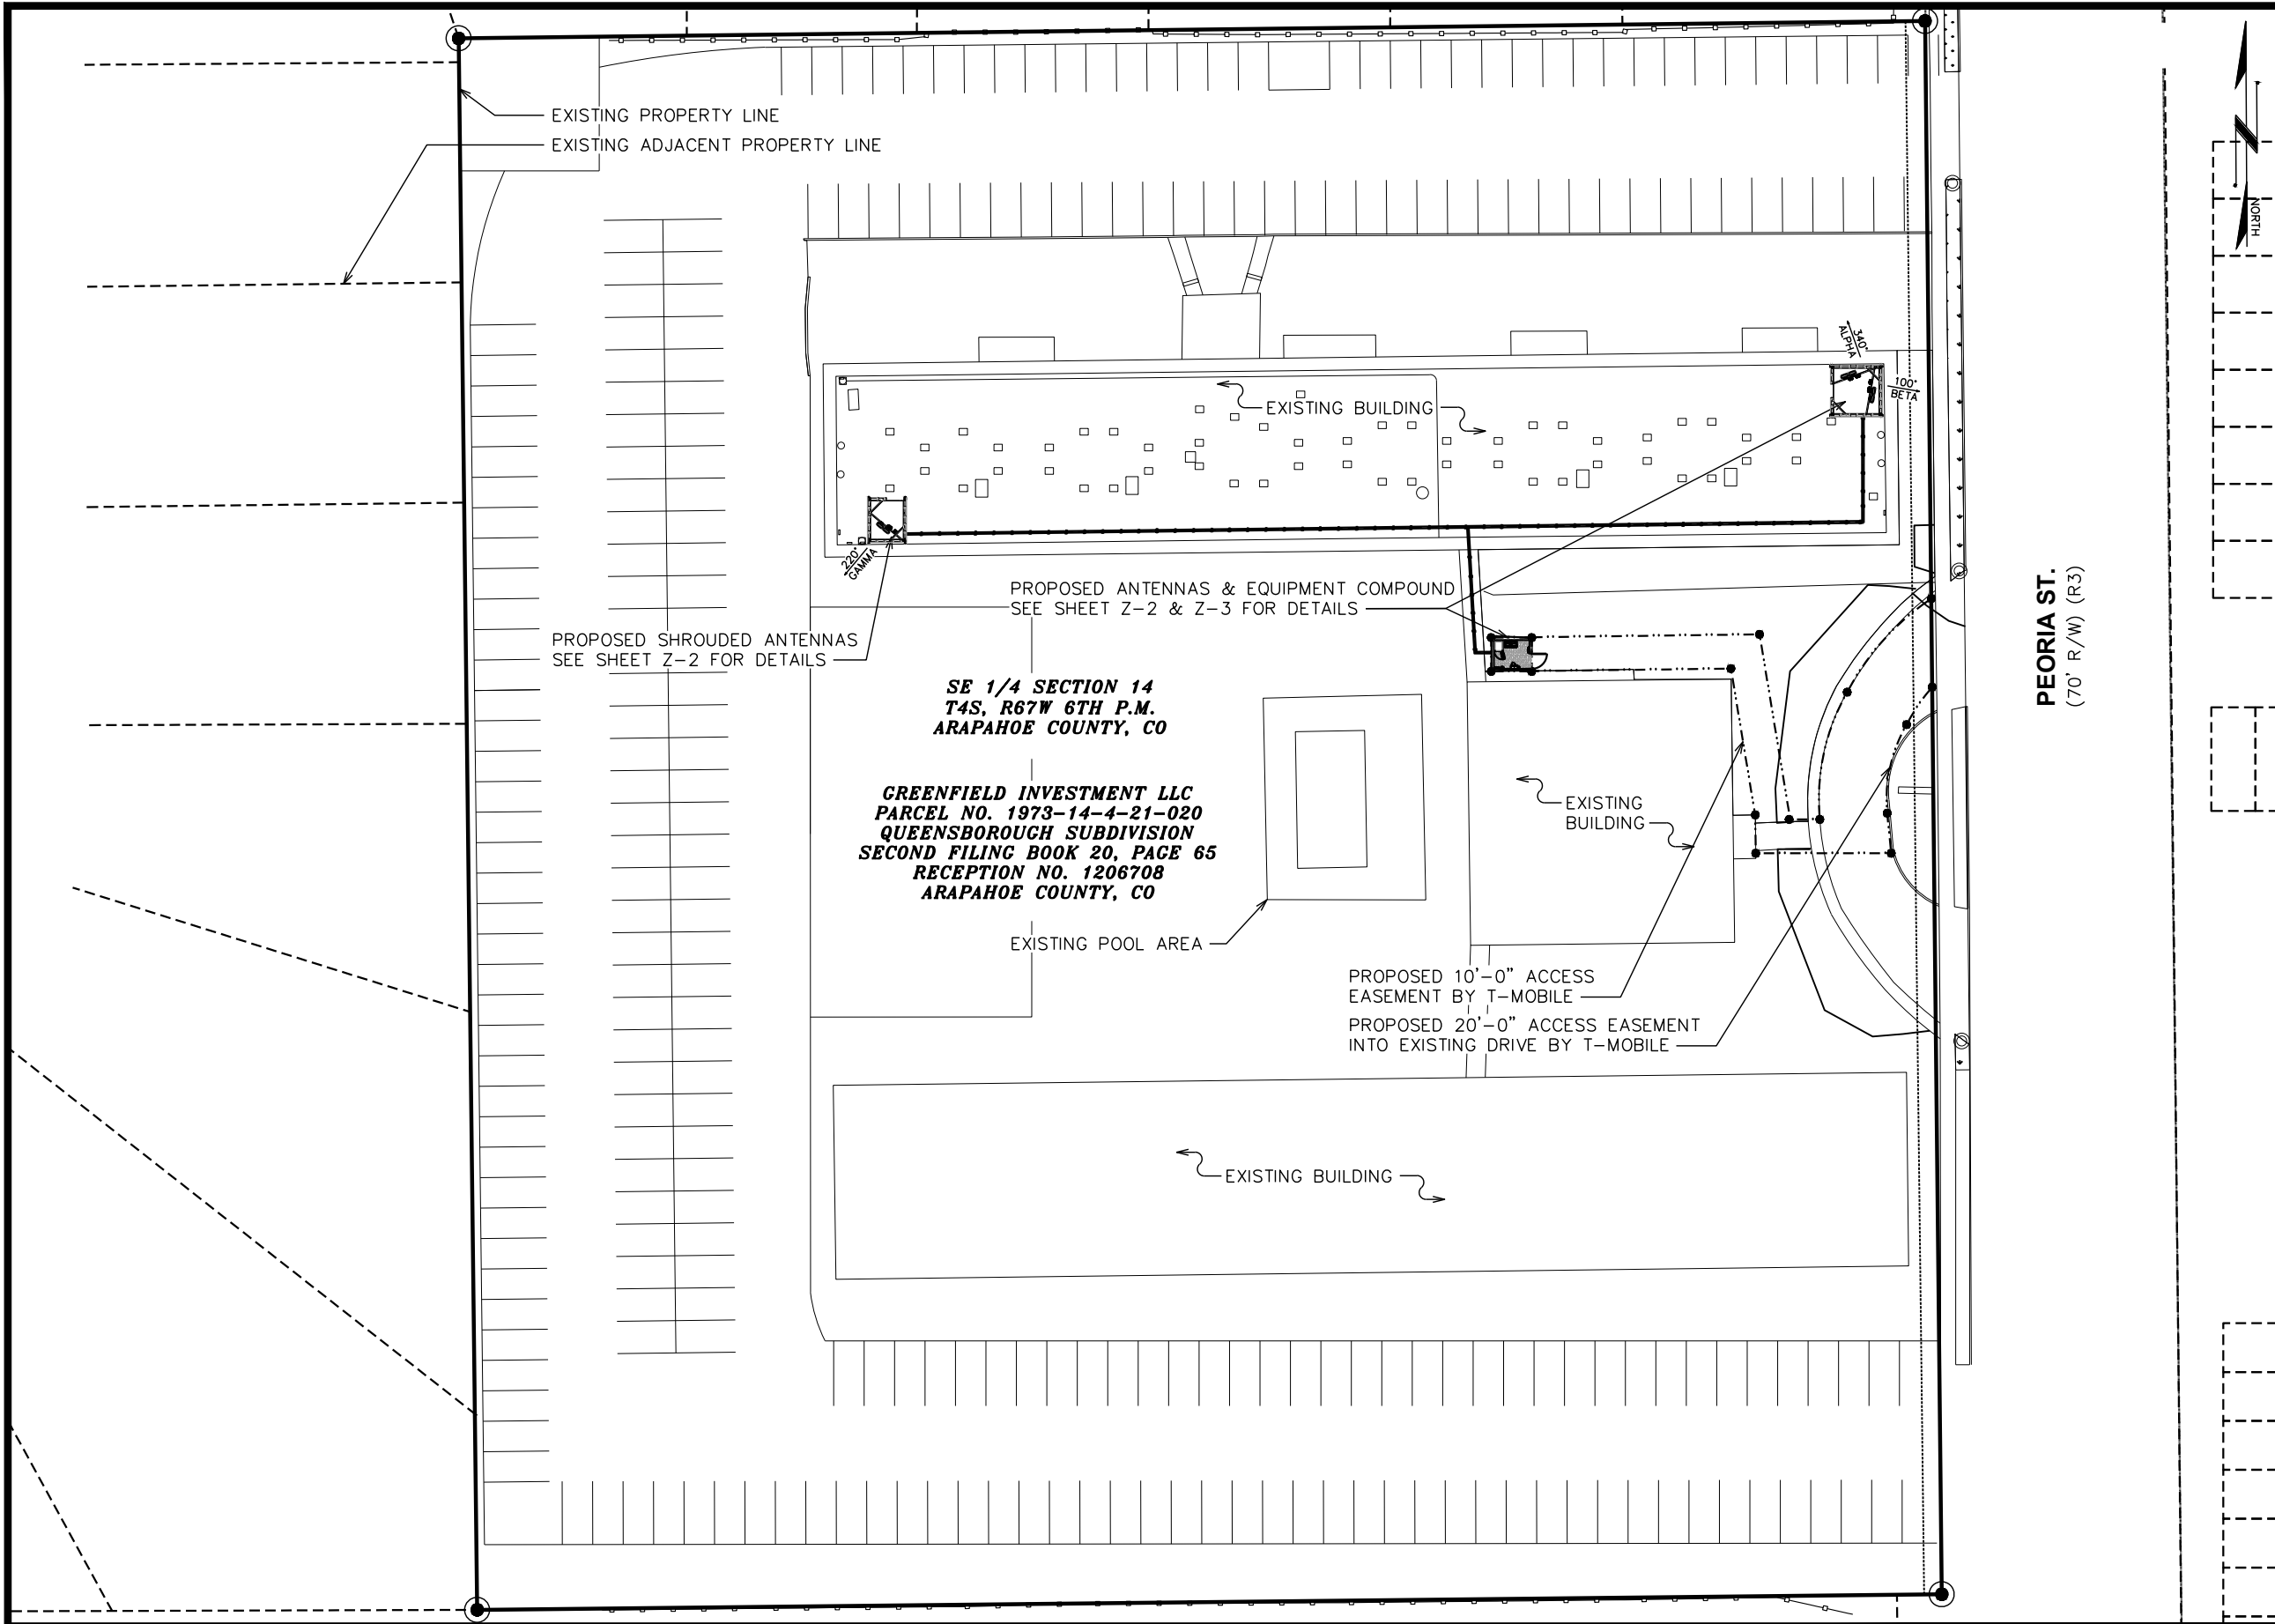 EXISTING PROPERTY LINE
EXISTING ADJACENT PROPERTY LINE
NORTH
340°
ALPHA
100°
BETA
EXISTING BUILDING
220°
GAMMA
PROPOSED ANTENNAS & EQUIPMENT COMPOUND
SEE SHEET Z-2 & Z-3 FOR DETAILS
PROPOSED SHROUDED ANTENNAS
SEE SHEET Z-2 FOR DETAILS
PEORIA ST.
(70' R/W) (R3)
SE 1/4 SECTION 14
T4S, R67W 6TH P.M.
ARAPAHOE COUNTY, CO
GREENFIELD INVESTMENT LLC
PARCEL NO. 1973-14-4-21-020
QUEENSBOROUGH SUBDIVISION
SECOND FILING BOOK 20, PAGE 65
RECEPTION NO. 1206708
ARAPAHOE COUNTY, CO
EXISTING
BUILDING
EXISTING POOL AREA
PROPOSED 10'-0" ACCESS
EASEMENT BY T-MOBILE
PROPOSED 20'-0" ACCESS EASEMENT
INTO EXISTING DRIVE BY T-MOBILE
EXISTING BUILDING